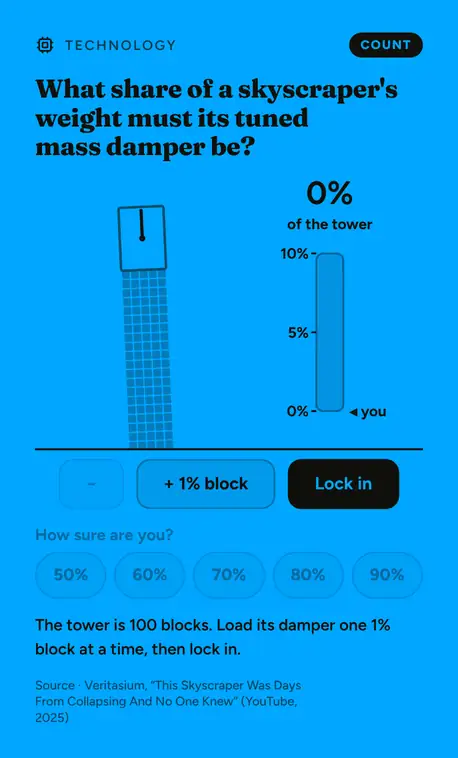 TECHNOLOGY
COUNT
What share of a skyscraper's
weight must its tuned
mass damper be?
0%
of the tower
10%
5%
0%
◂ you
−
+ 1% block
Lock in
How sure are you?
50%
60%
70%
80%
90%
The tower is 100 blocks. Load its damper one 1%
block at a time, then lock in.
Source · Veritasium, “This Skyscraper Was Days
From Collapsing And No One Knew” (YouTube,
2025)